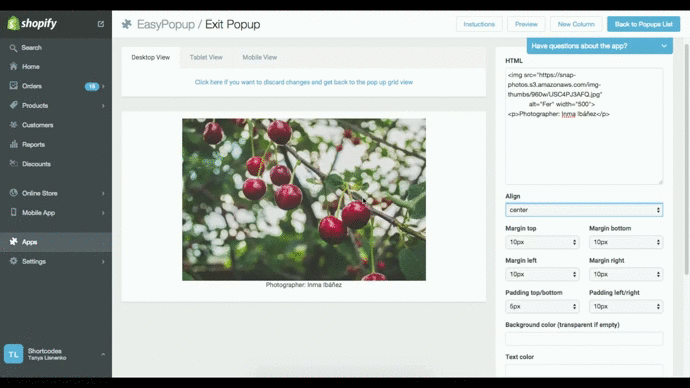 shopify
EasyPopup / Exit Popup
Instuctions
Preview
New Column
Back to Popups List
Have questions about the app?
Search
Home
Orders
18
Products
Customers
Reports
Discounts
Online Store
Mobile App
Apps
Settings
TL
Shortcodes
Tanya Lisnenko
Desktop View
Tablet View
Mobile View
Click here if you want to discard changes and get back to the pop up grid view
Photographer: Inma Ibáñez
HTML
<img src="https://snap-
photos.s3.amazonaws.com/img-
thumbs/960w/USC4PJ3AFQ.jpg"
alt="Fer" width="500">
<p>Photographer: Inma Ibáñez</p>
Align
center
Margin top
Margin bottom
10px
10px
Margin left
Margin right
10px
10px
Padding top/bottom
Padding left/right
5px
10px
Background color (transparent if empty)
Text color